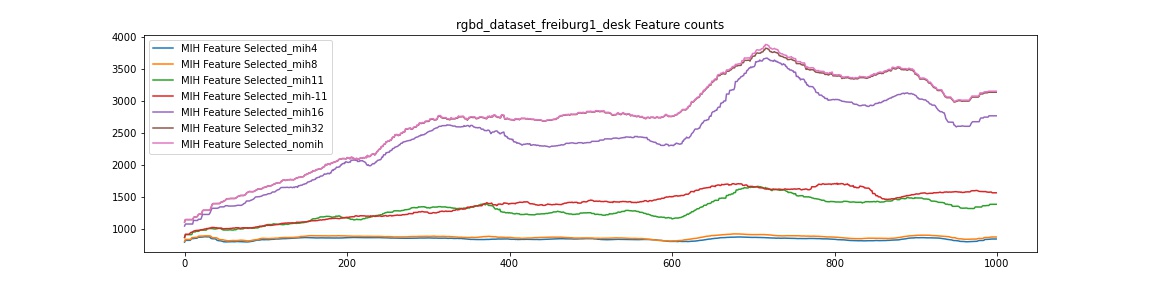 rgbd_dataset_freiburg1_desk Feature counts
4000
3500
3000
2500
2000
1500
1000
MIH Feature Selected_mih4
MIH Feature Selected_mih8
MIH Feature Selected_mih11
MIH Feature Selected_mih-11
MIH Feature Selected_mih16
MIH Feature Selected_mih32
MIH Feature Selected_nomih
0 200 400 600 800 1000